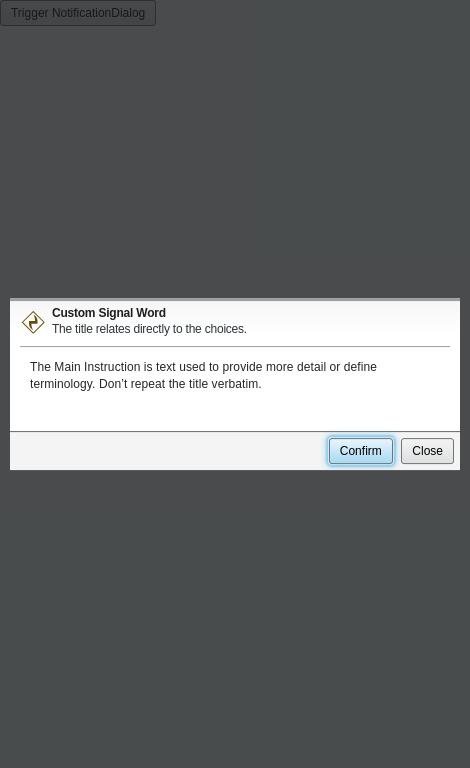 Trigger NotificationDialog
Custom Signal Word
The title relates directly to the choices.
The Main Instruction is text used to provide more detail or define
terminology. Don't repeat the title verbatim.
Confirm Close